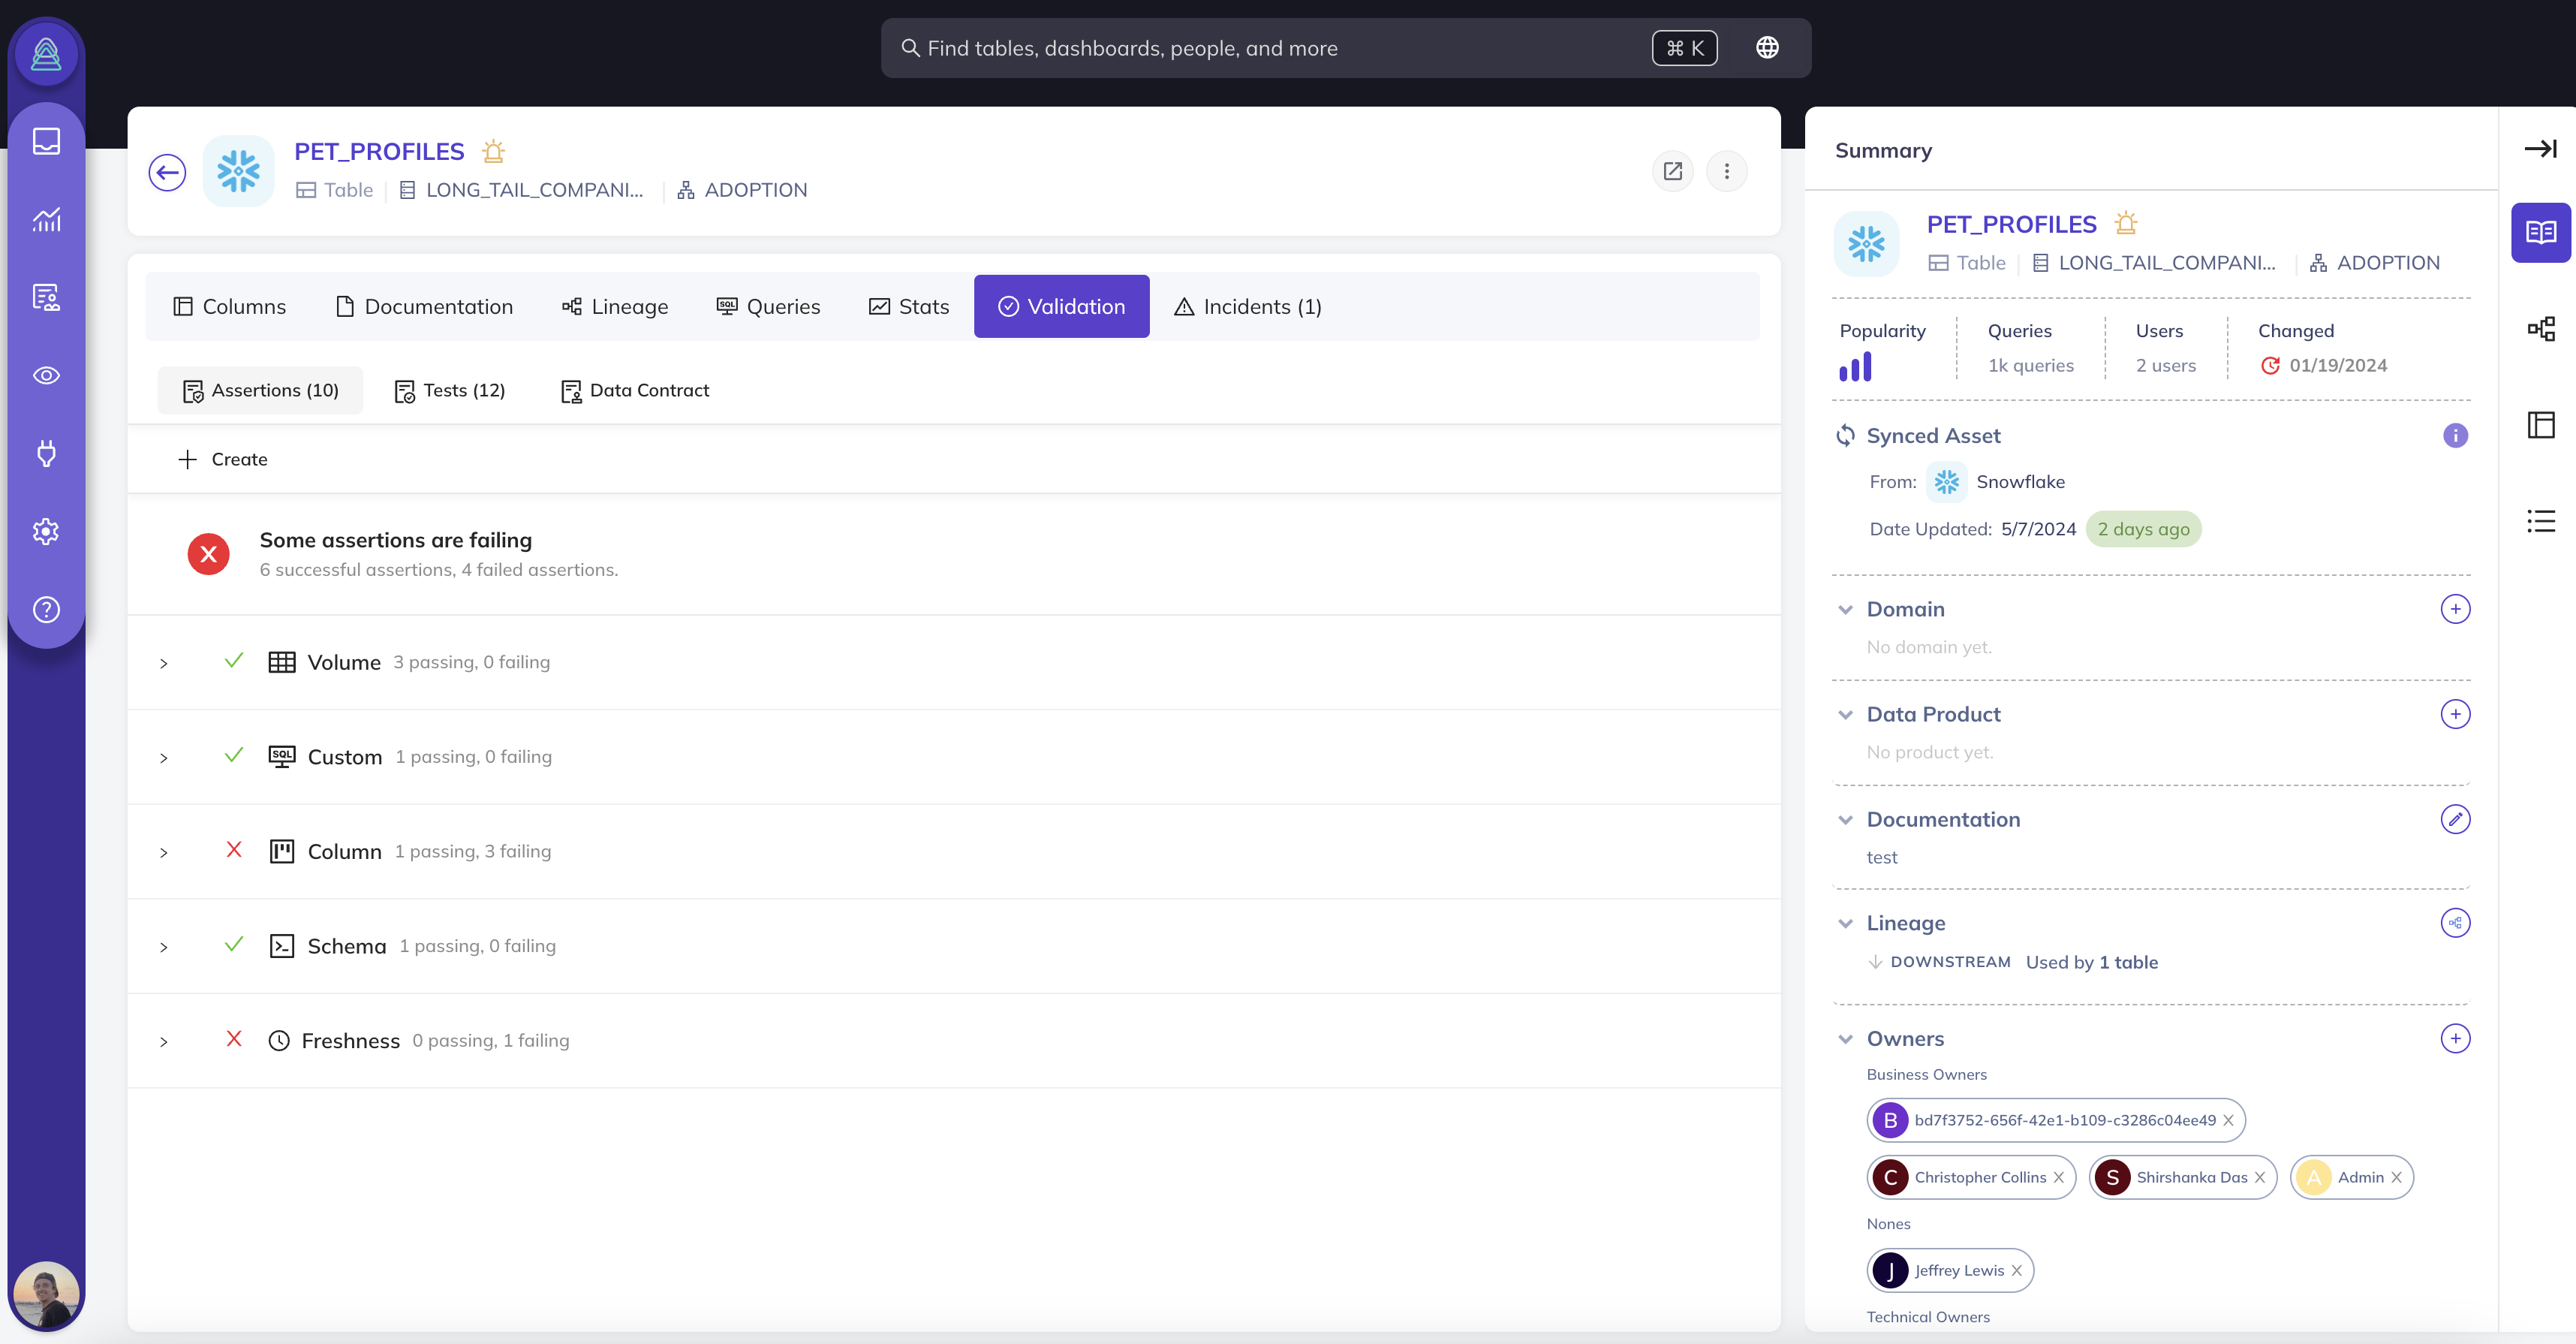 Find tables, dashboards, people, and more ⌘ K
PET_PROFILES
Table LONG_TAIL_COMPANI... ADOPTION
Columns Documentation Lineage Queries Stats Validation Incidents (1)
Assertions (10) Tests (12) Data Contract
Create
Some assertions are failing
6 successful assertions, 4 failed assertions.
Volume 3 passing, 0 failing
SQL Custom 1 passing, 0 failing
Column 1 passing, 3 failing
Schema 1 passing, 0 failing
Freshness 0 passing, 1 failing
Summary
PET_PROFILES
Table LONG_TAIL_COMPANI... ADOPTION
Popularity Queries Users Changed
1k queries 2 users 01/19/2024
Synced Asset
From: Snowflake
Date Updated: 5/7/2024 2 days ago
Domain
No domain yet.
Data Product
No product yet.
Documentation
test
Lineage
DOWNSTREAM Used by 1 table
Owners
Business Owners
B bd7f3752-656f-42e1-b109-c3286c04ee49
C Christopher Collins S Shirshanka Das A Admin
Nones
J Jeffrey Lewis
Technical Owners